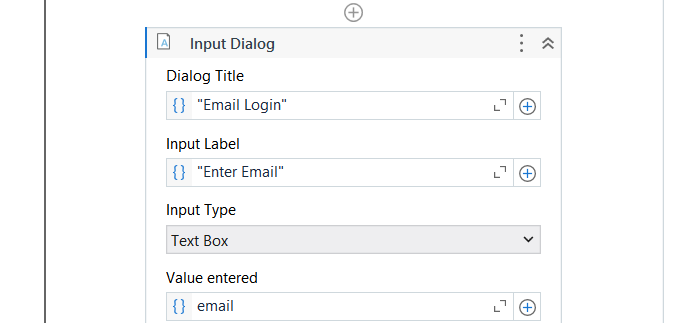 Input Dialog
Dialog Title
{} "Email Login"
Input Label
{} "Enter Email"
Input Type
Text Box
Value entered
{} email